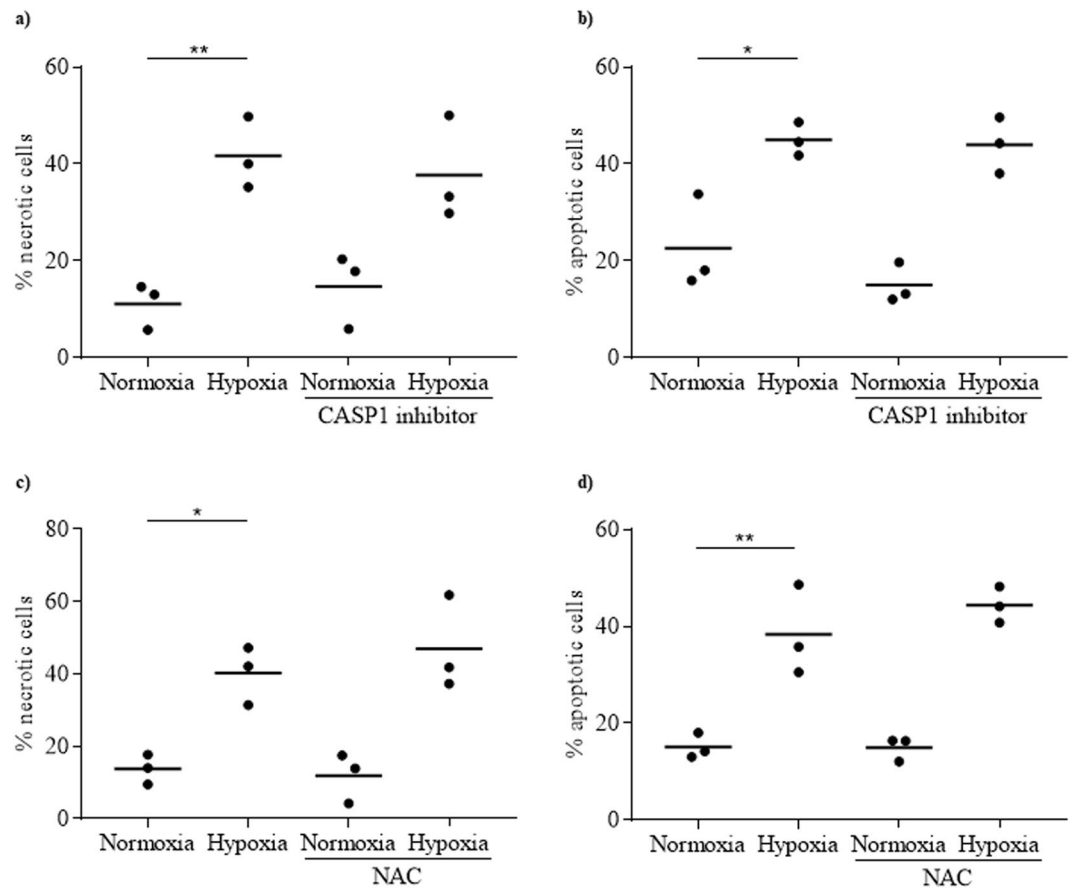 a)
**
60
40
20
0
% necrotic cells
Normoxia Hypoxia Normoxia Hypoxia
CASP1 inhibitor
b)
*
60
40
20
0
% apoptotic cells
Normoxia Hypoxia Normoxia Hypoxia
CASP1 inhibitor
c)
*
80
60
40
20
0
% necrotic cells
Normoxia Hypoxia Normoxia Hypoxia
NAC
d)
**
60
40
20
0
% apoptotic cells
Normoxia Hypoxia Normoxia Hypoxia
NAC